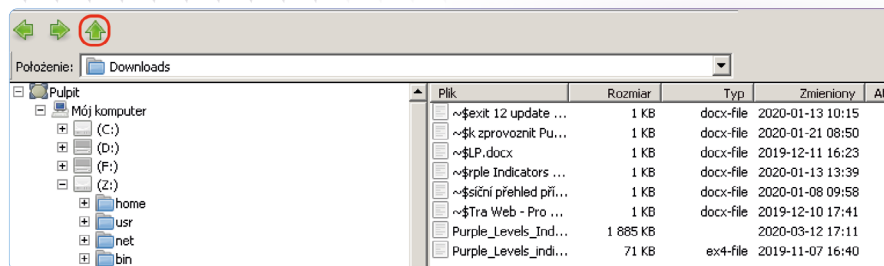 Położenie: Downloads
Pulpit
Mój komputer
(C:)
(D:)
(F:)
(Z:)
home
usr
net
bin
Plik Rozmiar Typ Zmieniony
~$exit 12 update ... 1 KB docx-file 2020-01-13 10:15
~$k zprovoznit Pu... 1 KB docx-file 2020-01-21 08:50
~$LP.docx 1 KB docx-file 2019-12-11 16:23
~$rple Indicators ... 1 KB docx-file 2020-01-13 13:39
~$síční přehled pří... 1 KB docx-file 2020-01-08 09:58
~$Tra Web - Pro ... 1 KB docx-file 2019-12-10 17:41
Purple_Levels_Ind... 1 885 KB 2020-03-12 17:11
Purple_Levels_indi... 71 KB ex4-file 2019-11-07 16:40